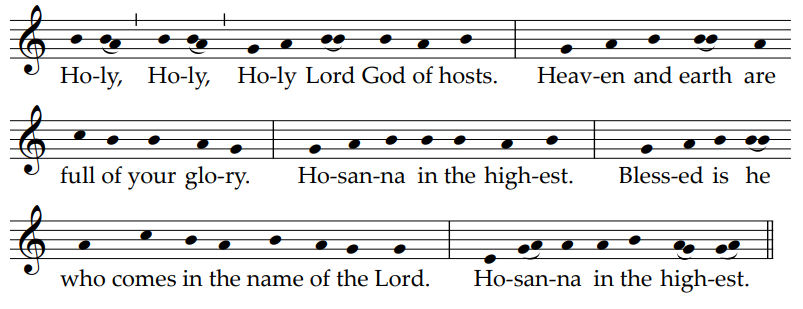 Ho-ly, Ho-ly, Ho-ly Lord God of hosts. Heav-en and earth are
full of your glo-ry. Ho-san-na in the high-est. Bless-ed is he
who comes in the name of the Lord. Ho-san-na in the high-est.